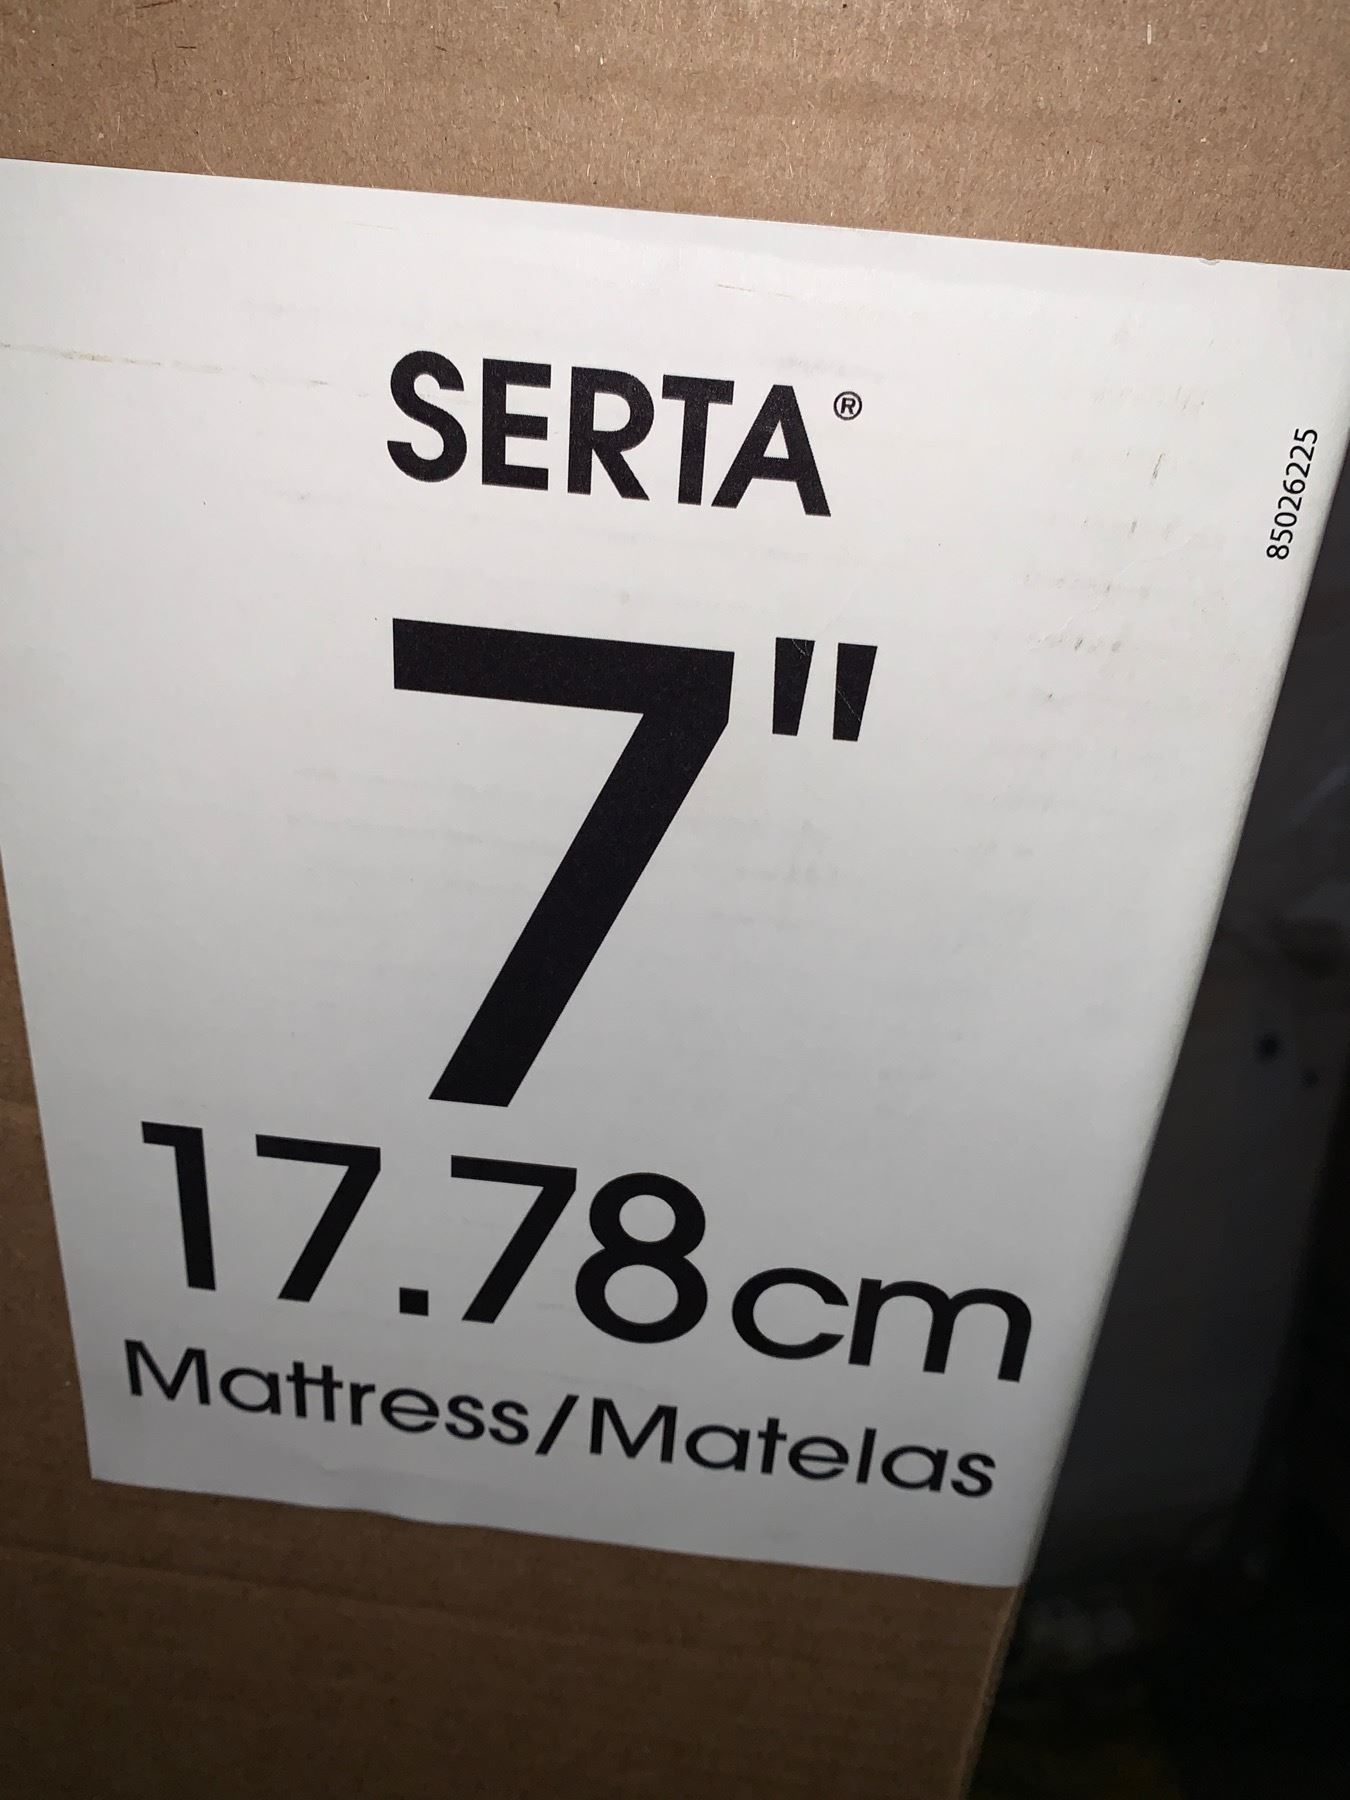 SERTA®
85026225
7"
17.78cm
Mattress/Matelas